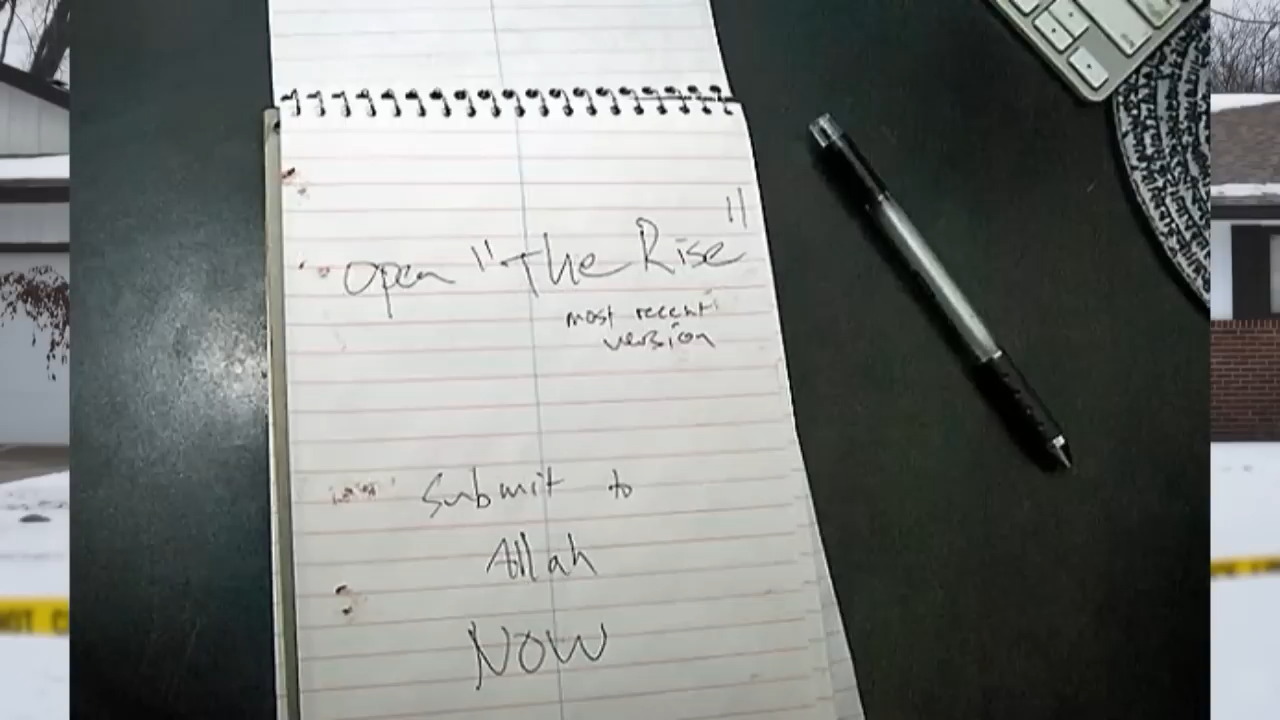 Open "The Rise"
most recent
version
Submit to
Allah
NOW